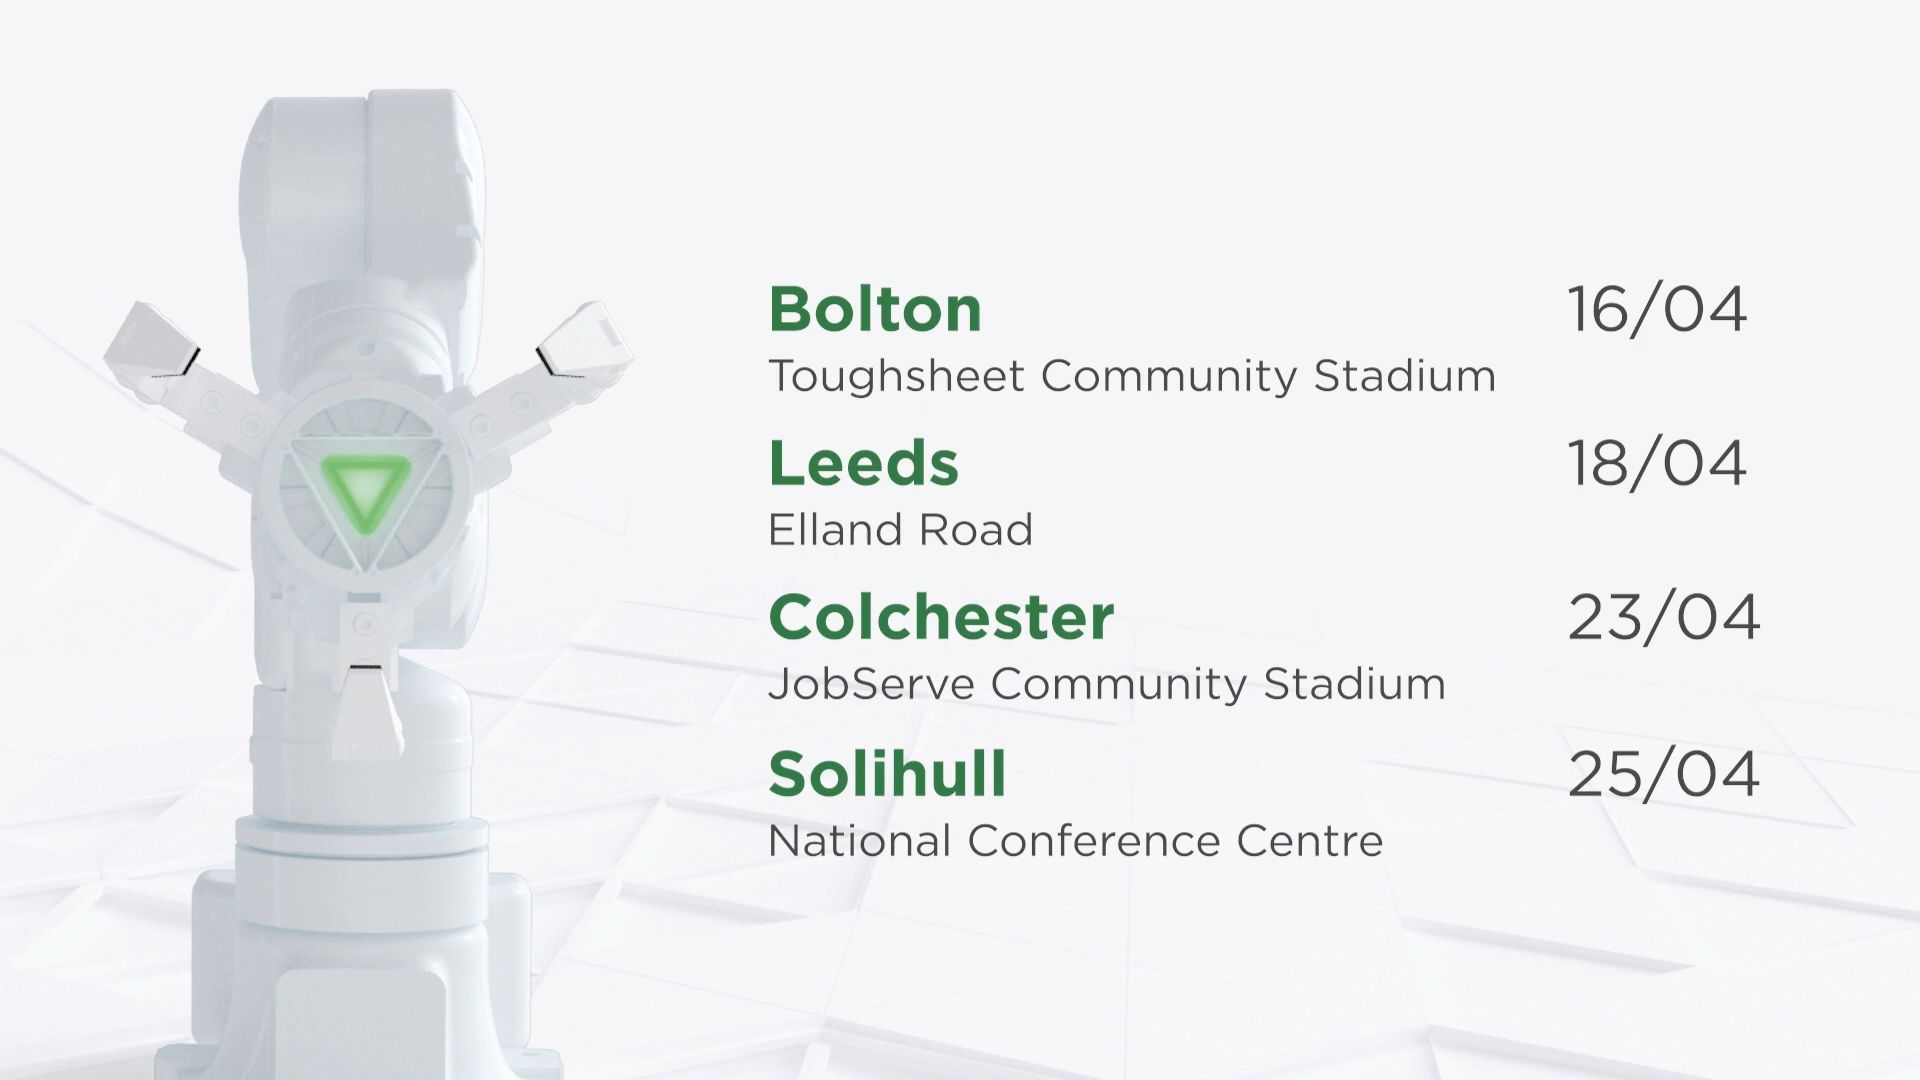 Bolton 16/04
Toughsheet Community Stadium
Leeds 18/04
Elland Road
Colchester 23/04
JobServe Community Stadium
Solihull 25/04
National Conference Centre